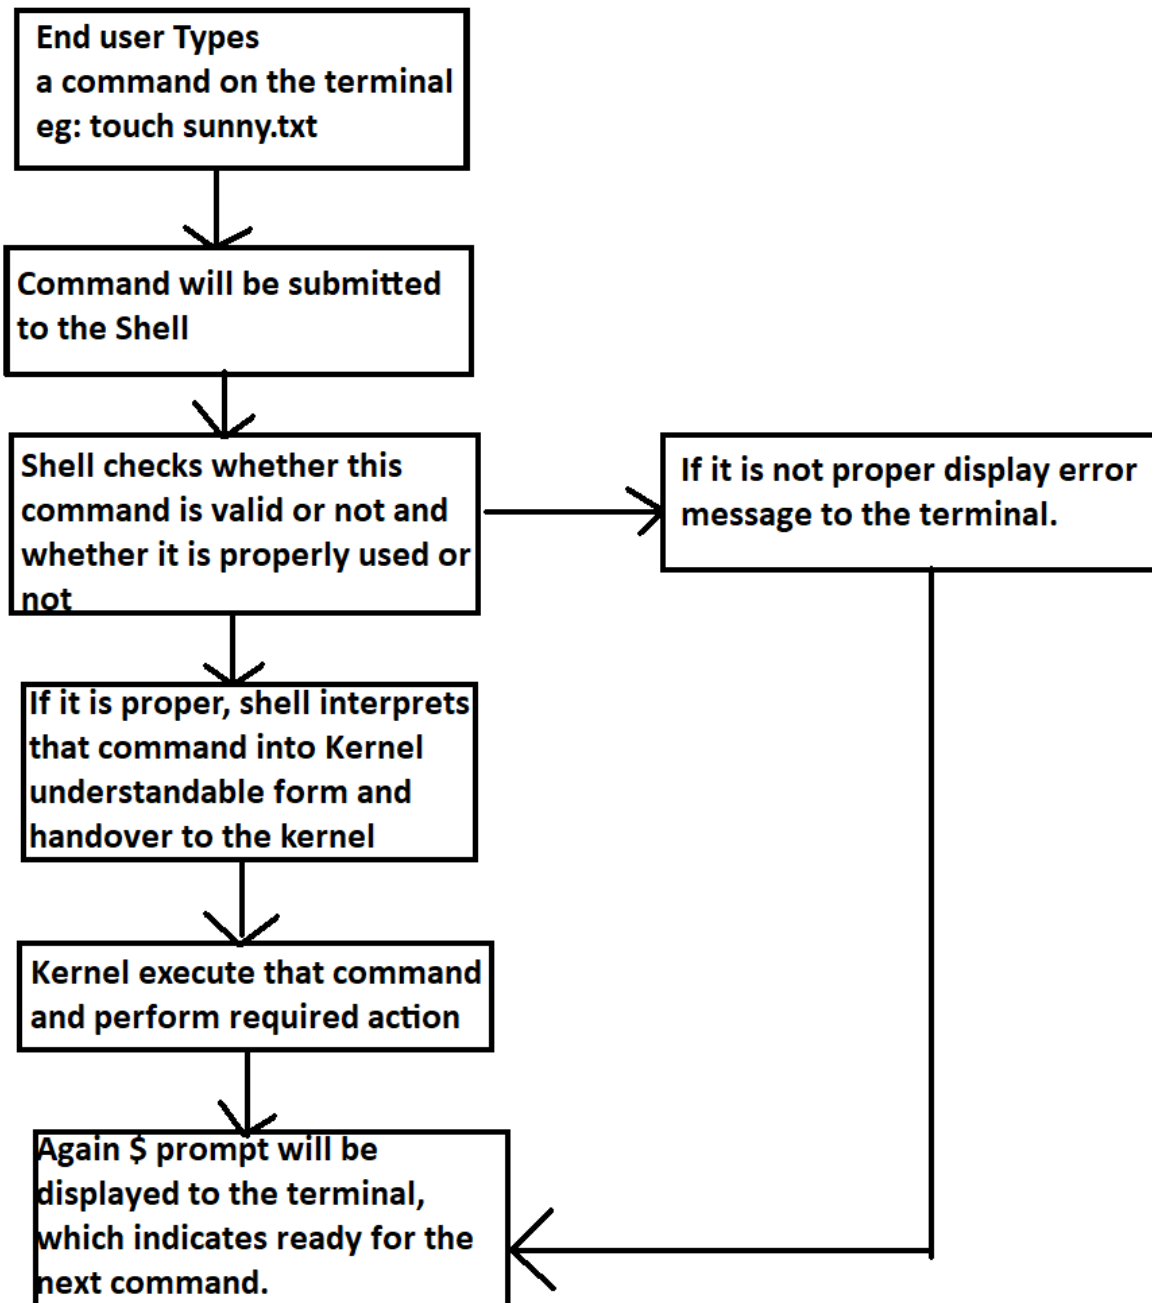 End user Types
a command on the terminal
eg: touch sunny.txt
Command will be submitted
to the Shell
Shell checks whether this
command is valid or not and
whether it is properly used or
not
If it is not proper display error
message to the terminal.
If it is proper, shell interprets
that command into Kernel
understandable form and
handover to the kernel
Kernel execute that command
and perform required action
Again $ prompt will be
displayed to the terminal,
which indicates ready for the
next command.